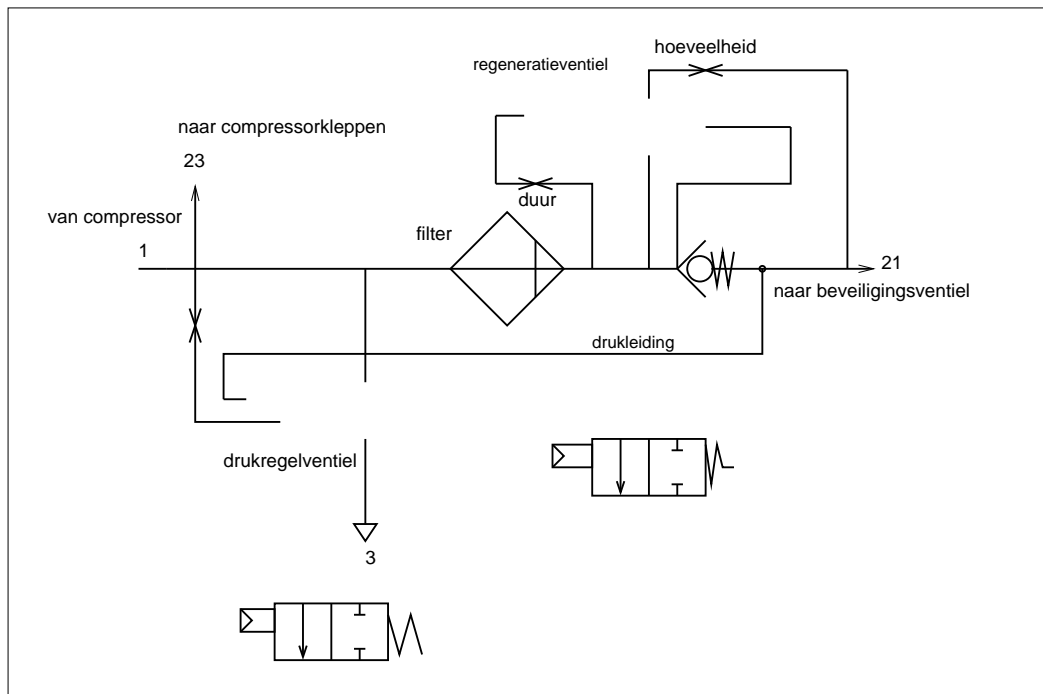 hoeveelheid
regeneratieventiel
naar compressorkleppen
23
duur
van compressor
filter
1
21
naar beveiligingsventiel
drukleiding
drukregelventiel
3